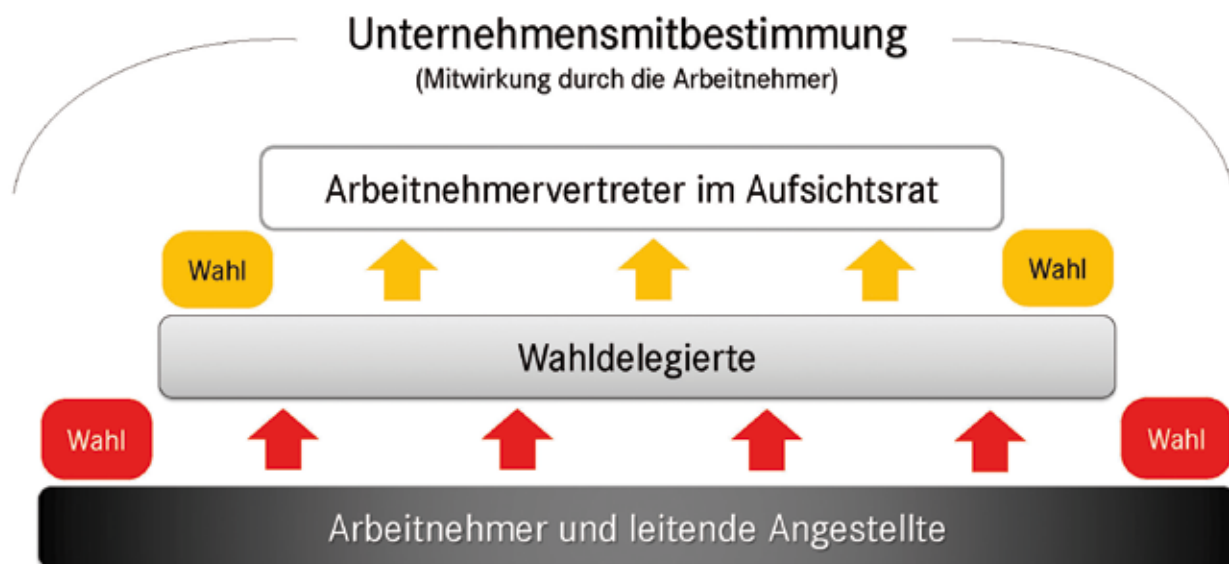 Unternehmensmitbestimmung
(Mitwirkung durch die Arbeitnehmer)
Arbeitnehmervertreter im Aufsichtsrat
Wahl
Wahl
Wahldelegierte
Wahl
Wahl
Arbeitnehmer und leitende Angestellte